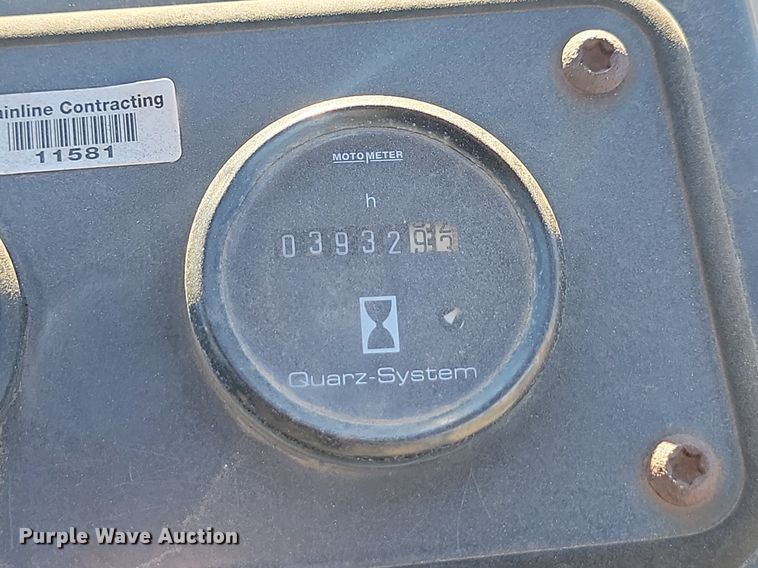 ainline Contracting
11581
MOTOMETER
h
03932
Quarz-System
Purple Wave Auction